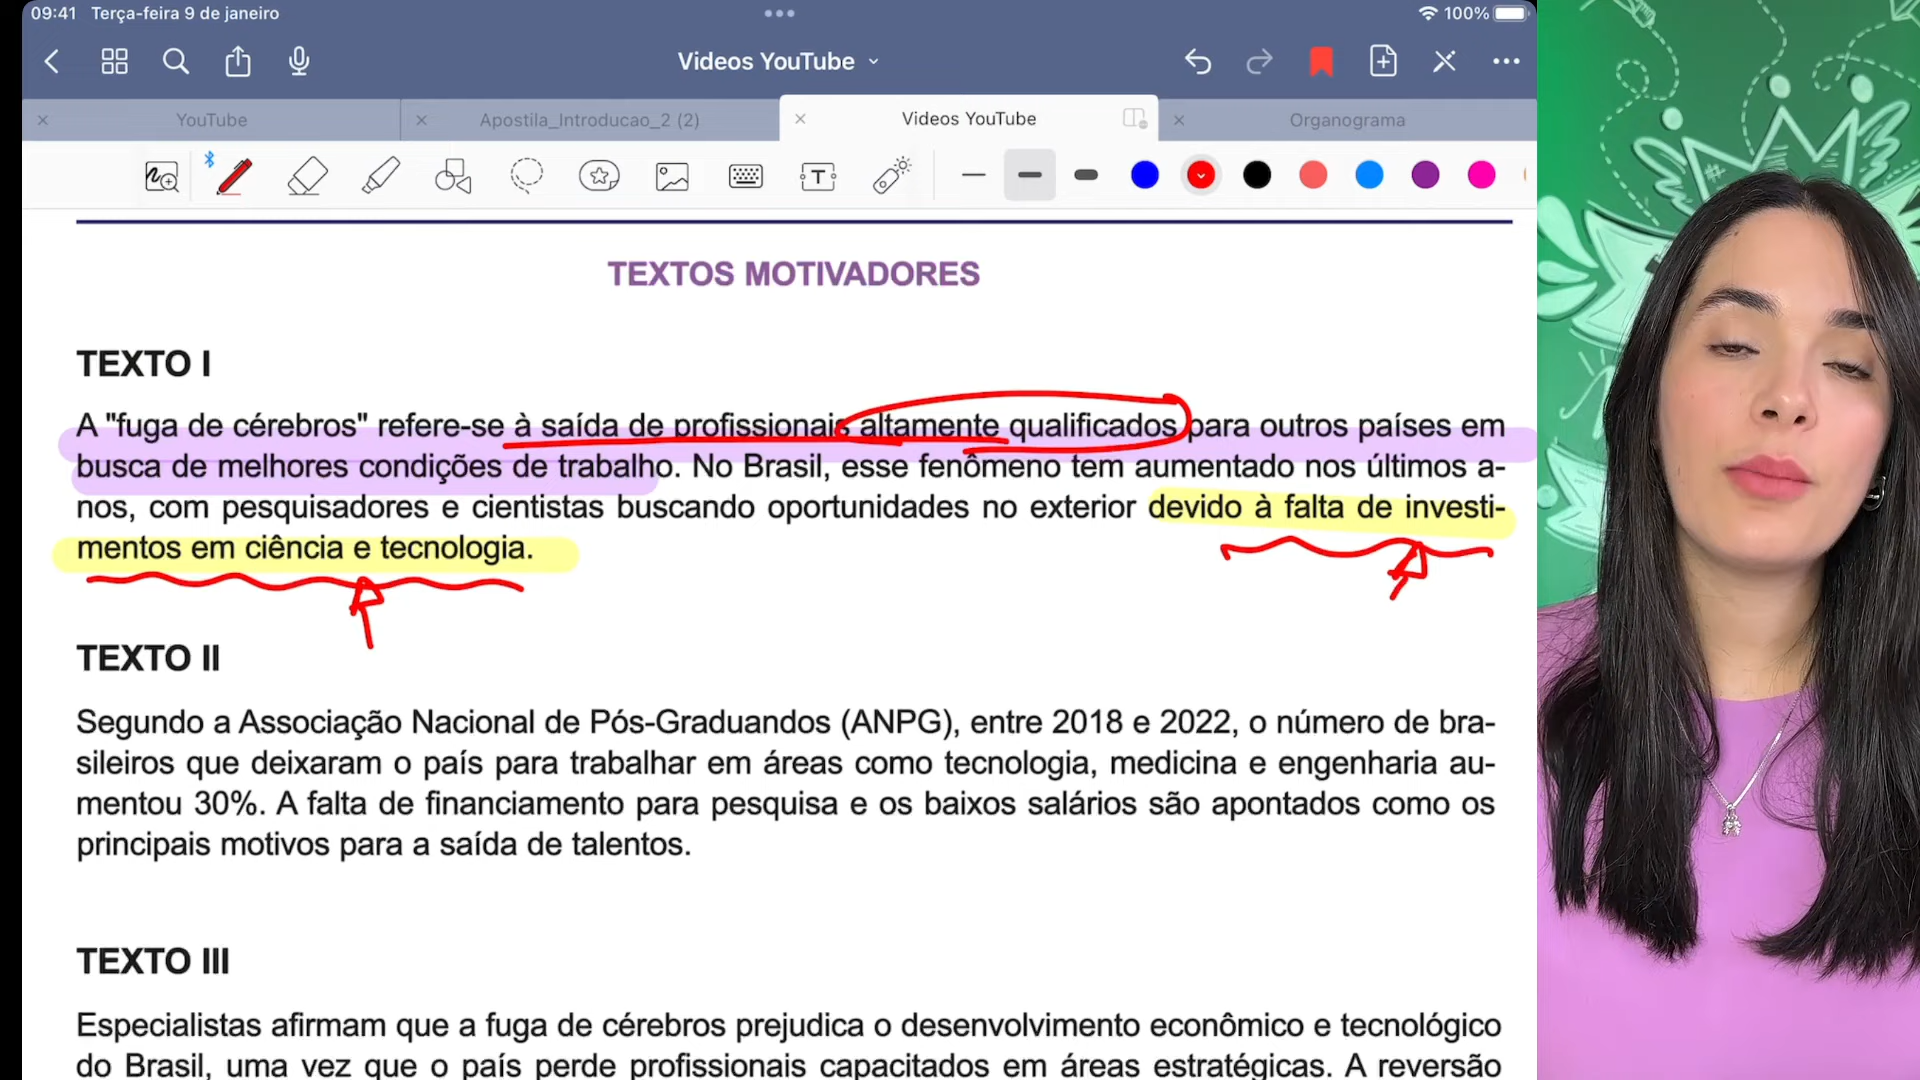 09:41 Terça-feira 9 de janeiro
100%
Videos YouTube
YouTube
Apostila_Introducao_2 (2)
Videos YouTube
Organograma
TEXTOS MOTIVADORES
TEXTO I
A "fuga de cérebros" refere-se à saída de profissionais altamente qualificados para outros países em
busca de melhores condições de trabalho. No Brasil, esse fenômeno tem aumentado nos últimos a-
nos, com pesquisadores e cientistas buscando oportunidades no exterior devido à falta de investi-
mentos em ciência e tecnologia.
TEXTO II
Segundo a Associação Nacional de Pós-Graduandos (ANPG), entre 2018 e 2022, o número de bra-
sileiros que deixaram o país para trabalhar em áreas como tecnologia, medicina e engenharia au-
mentou 30%. A falta de financiamento para pesquisa e os baixos salários são apontados como os
principais motivos para a saída de talentos.
TEXTO III
Especialistas afirmam que a fuga de cérebros prejudica o desenvolvimento econômico e tecnológico
do Brasil, uma vez que o país perde profissionais capacitados em áreas estratégicas. A reversão